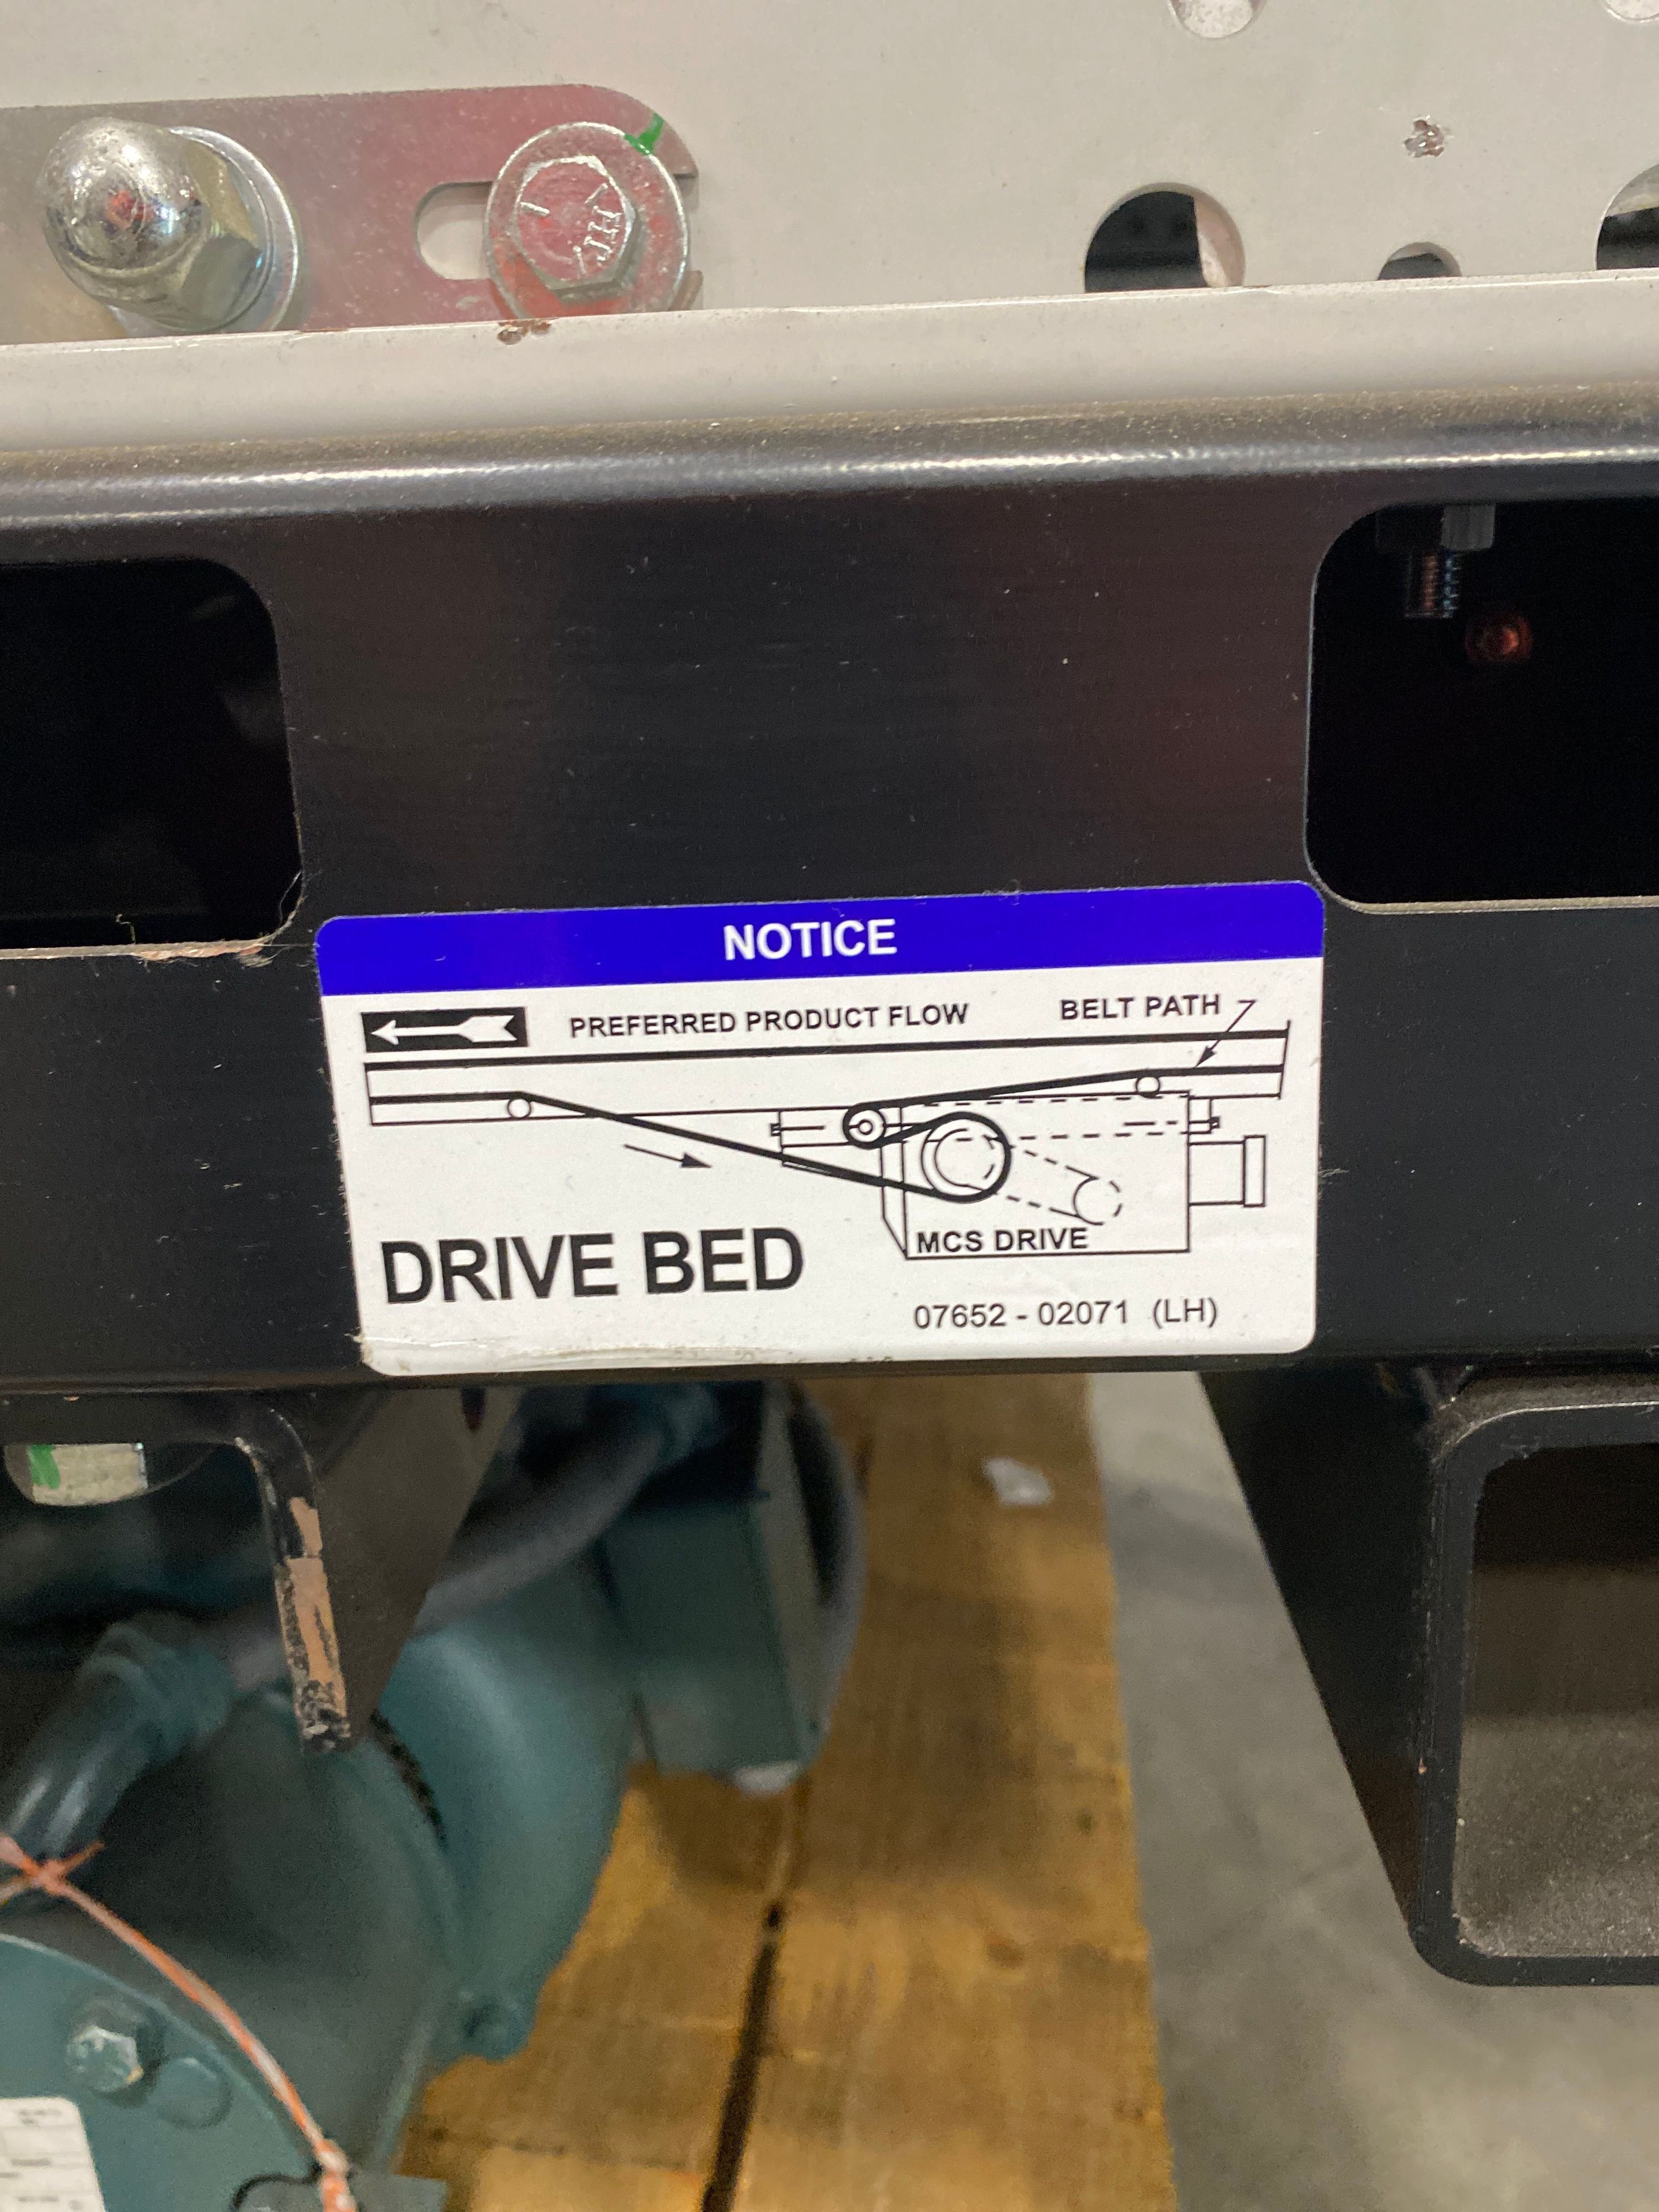 NOTICE
PREFERRED PRODUCT FLOW
BELT PATH
MCS DRIVE
DRIVE BED
07652 - 02071 (LH)